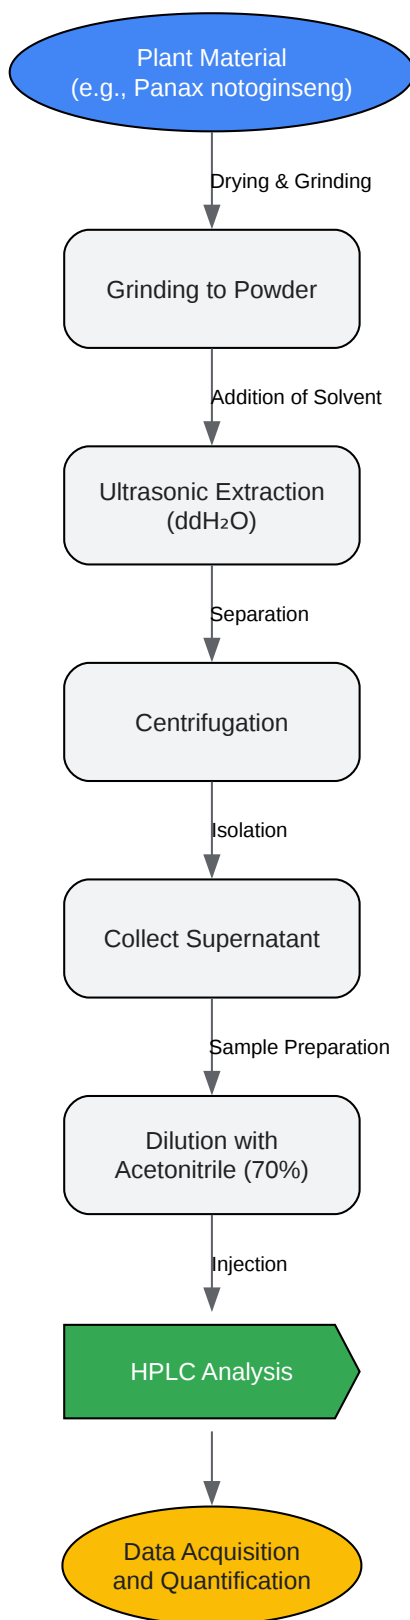 Plant Material
(e.g., Panax notoginseng)
Drying & Grinding
Grinding to Powder
Addition of Solvent
Ultrasonic Extraction
(ddH₂O)
Separation
Centrifugation
Isolation
Collect Supernatant
Sample Preparation
Dilution with
Acetonitrile (70%)
Injection
HPLC Analysis
Data Acquisition
and Quantification